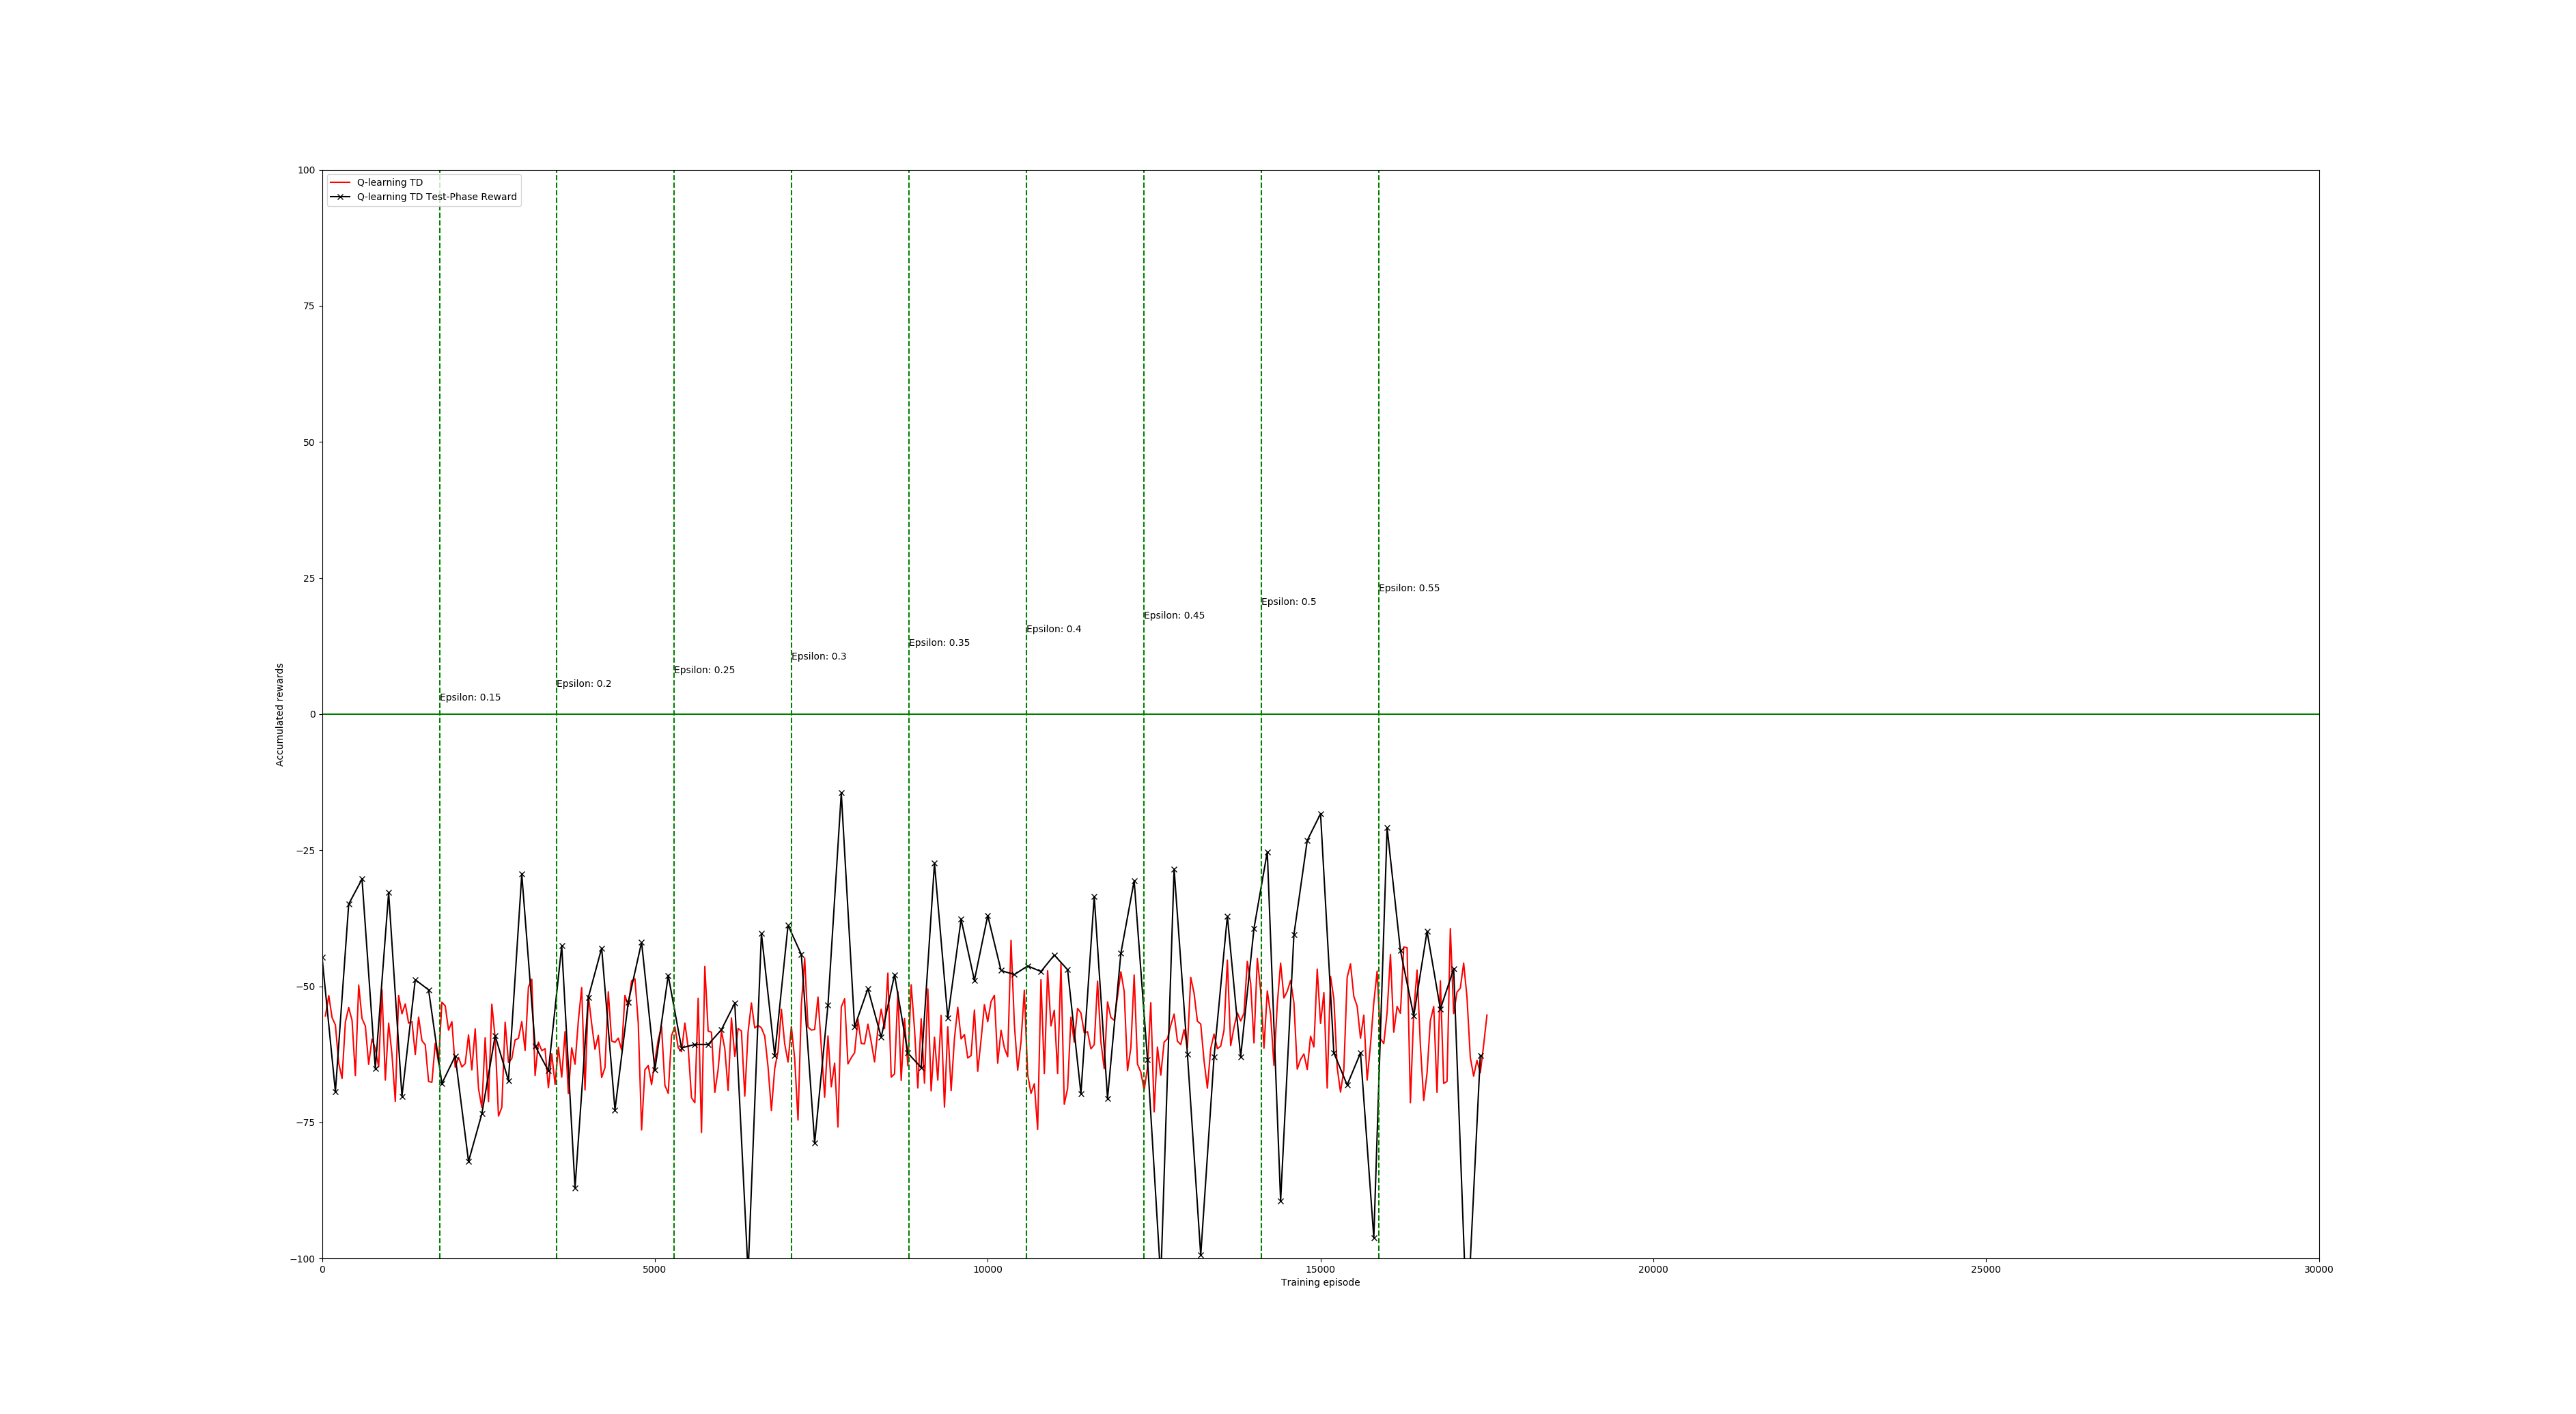 Q-learning TD
Q-learning TD Test-Phase Reward
100
75
50
25
0
−25
−50
−75
−100
Accumulated rewards
Epsilon: 0.15
Epsilon: 0.2
Epsilon: 0.25
Epsilon: 0.3
Epsilon: 0.35
Epsilon: 0.4
Epsilon: 0.45
Epsilon: 0.5
Epsilon: 0.55
0 5000 10000 15000 20000 25000 30000
Training episode